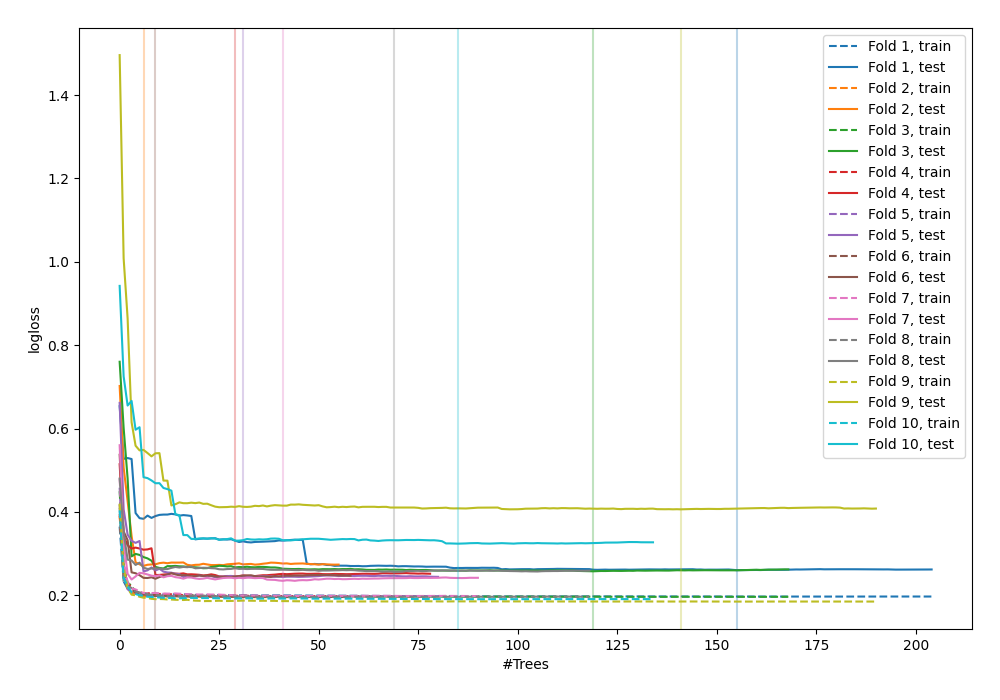 1.4
1.2
1.0
0.8
0.6
0.4
0.2
logloss
0
25
50
75
100
125
150
175
200
#Trees
Fold 1, train
Fold 1, test
Fold 2, train
Fold 2, test
Fold 3, train
Fold 3, test
Fold 4, train
Fold 4, test
Fold 5, train
Fold 5, test
Fold 6, train
Fold 6, test
Fold 7, train
Fold 7, test
Fold 8, train
Fold 8, test
Fold 9, train
Fold 9, test
Fold 10, train
Fold 10, test